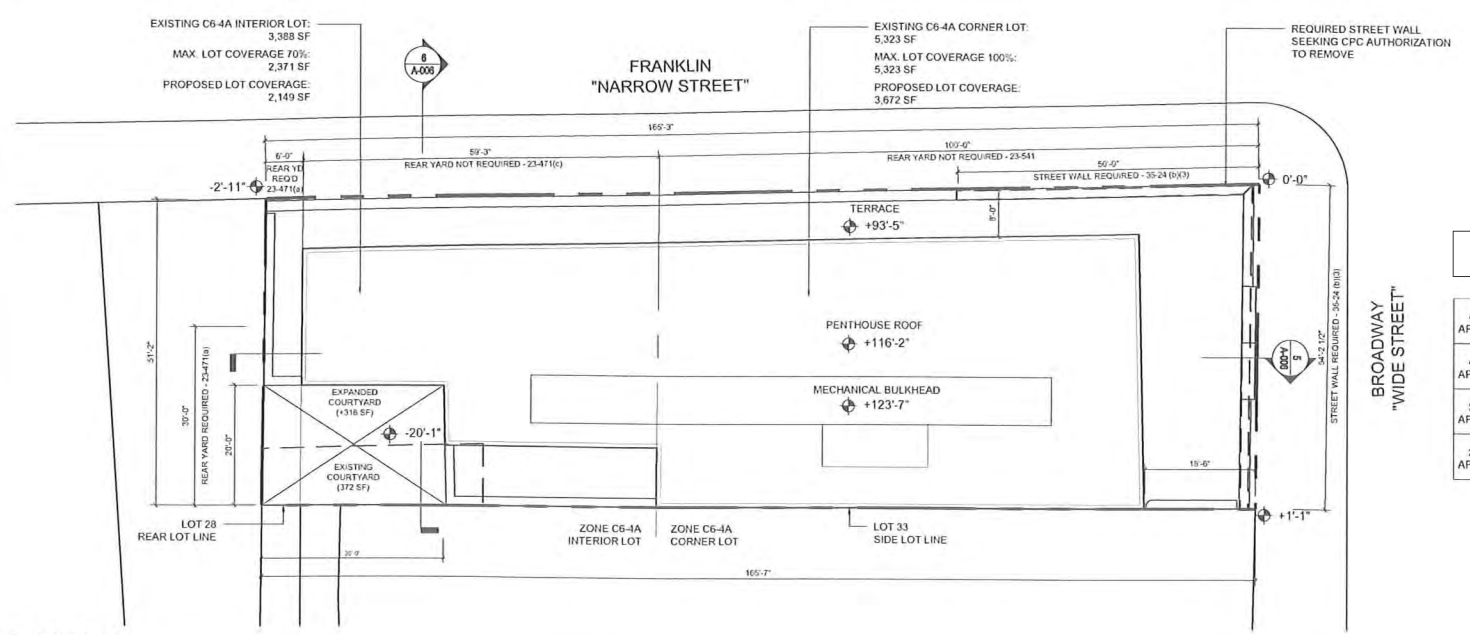 EXISTING C6-4A INTERIOR LOT:
3,388 SF
MAX. LOT COVERAGE 70%:
2,371 SF
PROPOSED LOT COVERAGE:
2,149 SF
6
A-006
FRANKLIN
"NARROW STREET"
EXISTING C6-4A CORNER LOT:
5,323 SF
MAX. LOT COVERAGE 100%:
5,323 SF
PROPOSED LOT COVERAGE:
3,672 SF
REQUIRED STREET WALL
SEEKING CPC AUTHORIZATION
TO REMOVE
165'-3"
6'-0"
59'-3"
100'-0"
REAR YD
REQ'D
23-471(a)
REAR YARD NOT REQUIRED - 23-471(c)
REAR YARD NOT REQUIRED - 23-541
50'-0"
STREET WALL REQUIRED - 35-24 (b)(3)
-2'-11"
0'-0"
TERRACE
+93'-5"
8'-0"
51'-2"
30'-0"
REAR YARD REQUIRED - 23-471(a)
20'-0"
PENTHOUSE ROOF
+116'-2"
MECHANICAL BULKHEAD
+123'-7"
5
A-006
54'-2 1/2"
STREET WALL REQUIRED - 35-24 (b)(3)
BROADWAY
"WIDE STREET"
EXPANDED
COURTYARD
(+316 SF)
-20'-1"
EXISTING
COURTYARD
(372 SF)
18'-6"
+1'-1"
LOT 28
REAR LOT LINE
ZONE C6-4A
INTERIOR LOT
ZONE C6-4A
CORNER LOT
LOT 33
SIDE LOT LINE
165'-7"